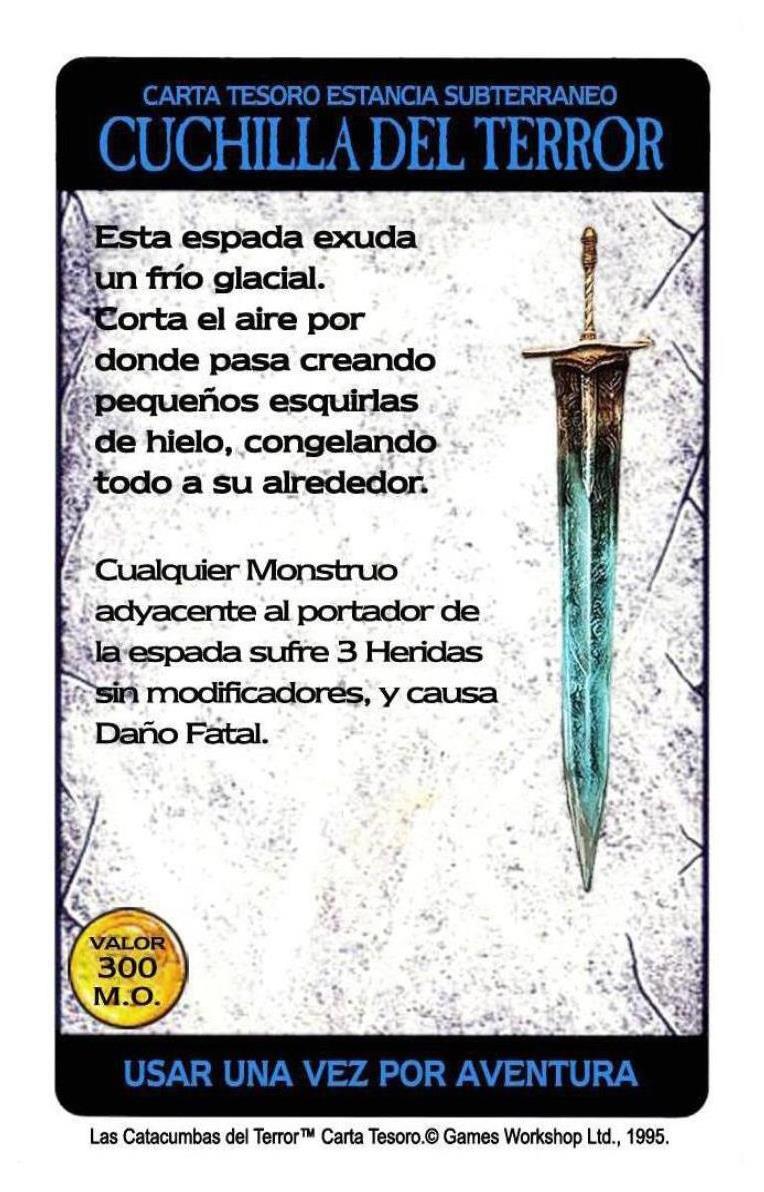 CARTA TESORO ESTANCIA SUBTERRANEO
CUCHILLA DEL TERROR
Esta espada exuda
un frío glacial.
Corta el aire por
donde pasa creando
pequeños esquirlas
de hielo, congelando
todo a su alrededor.
Cualquier Monstruo
adyacente al portador de
la espada sufre 3 Heridas
sin modificadores, y causa
Daño Fatal.
VALOR
300
M.O.
USAR UNA VEZ POR AVENTURA
Las Catacumbas del Terror™ Carta Tesoro.© Games Workshop Ltd., 1995.